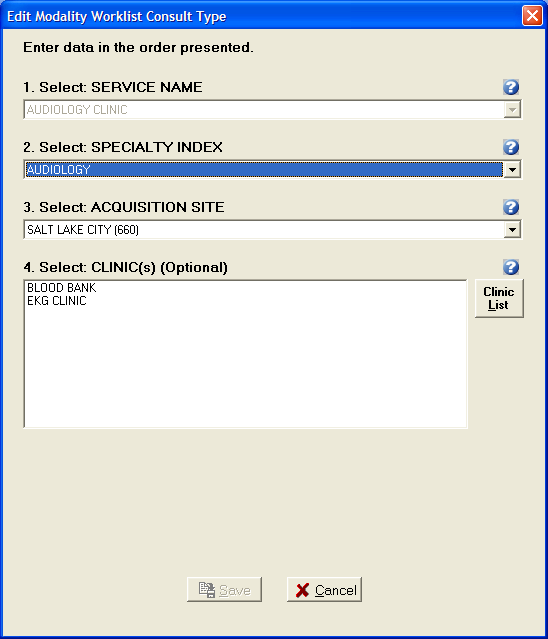 Edit Modality Worklist Consult Type
Enter data in the order presented.
1. Select: SERVICE NAME
?
AUDIOLOGY CLINIC
2. Select: SPECIALTY INDEX
?
AUDIOLOGY
3. Select: ACQUISITION SITE
?
SALT LAKE CITY (660)
4. Select: CLINIC(s) (Optional)
?
BLOOD BANK
EKG CLINIC
Clinic
List
Save
Cancel